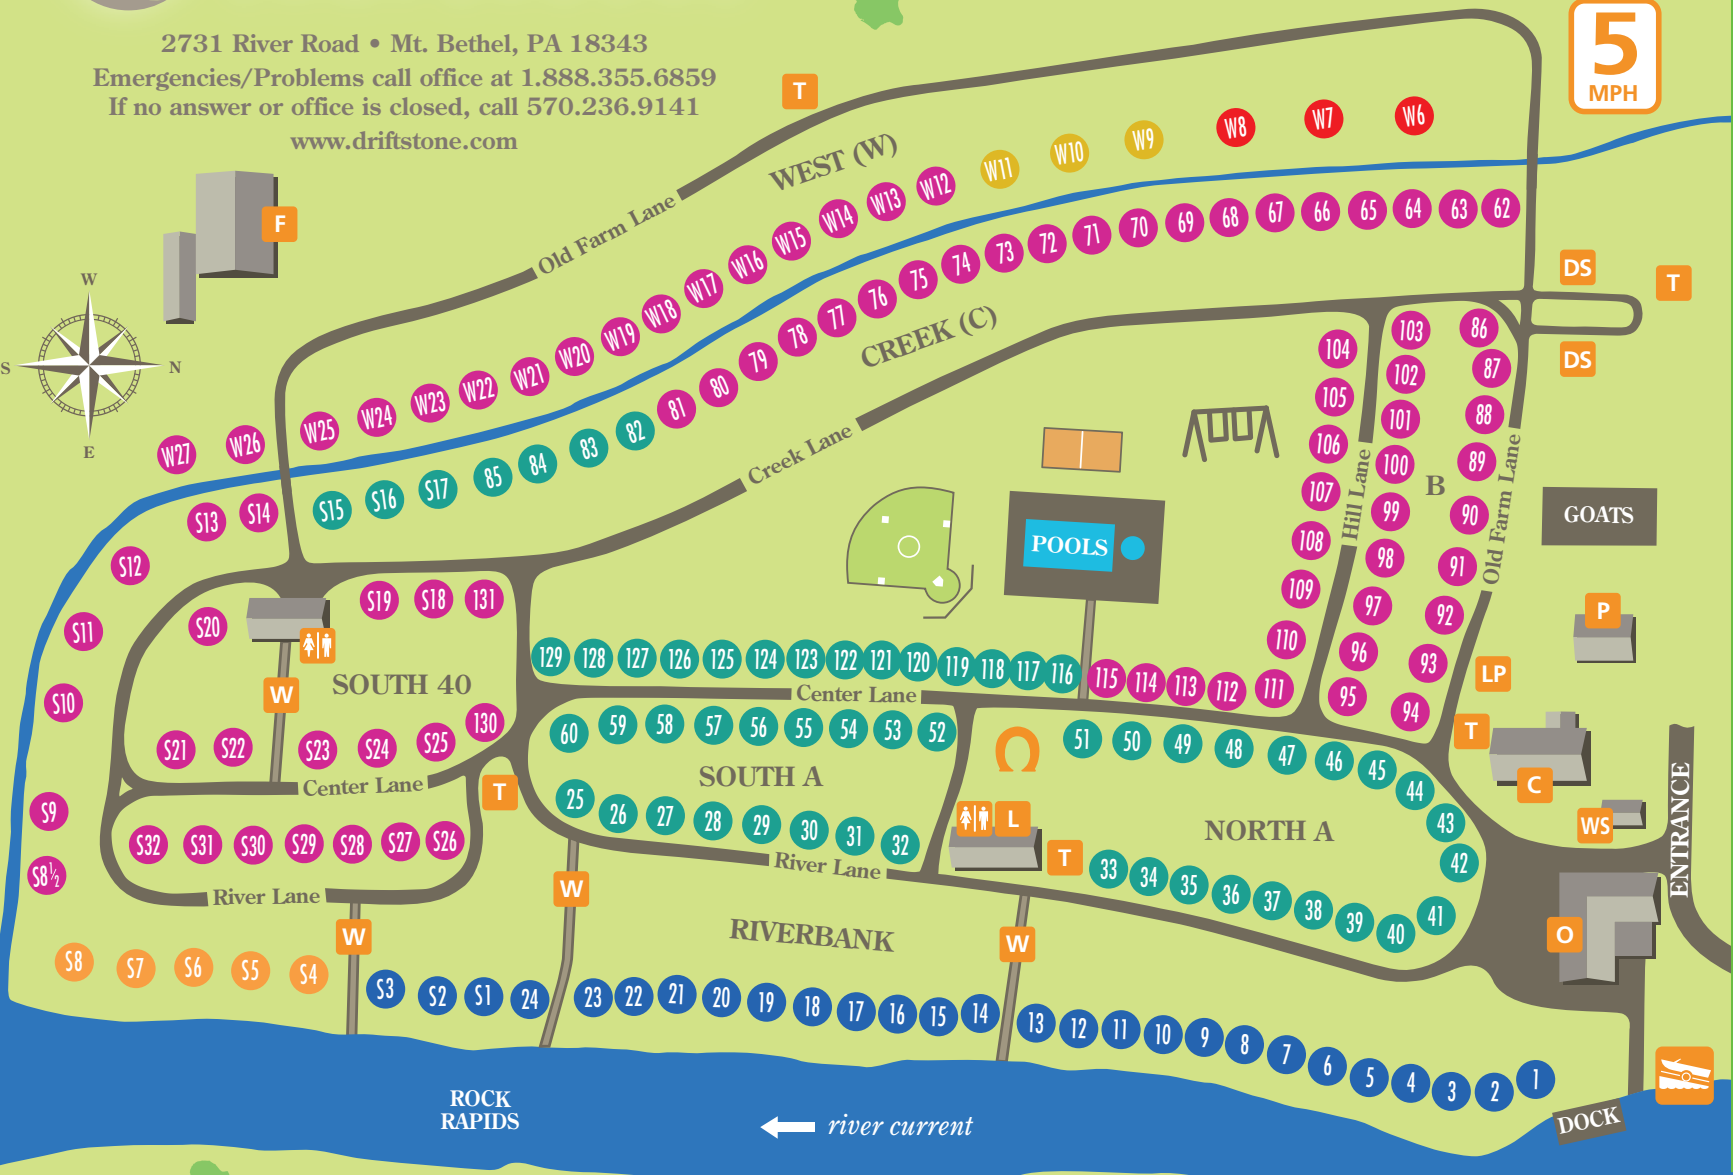 2731 River Road • Mt. Bethel, PA 18343
Emergencies/Problems call office at 1.888.355.6859
If no answer or office is closed, call 570.236.9141
www.driftstone.com
5
MPH
T
F
W
S
N
E
WEST (W)
Old Farm Lane
W6
W7
W8
W9
W10
W11
W12
W13
W14
W15
W16
W17
W18
W19
W20
W21
W22
W23
W24
W25
W26
W27
62
63
64
65
66
67
68
69
70
71
72
73
74
75
76
77
78
79
80
81
82
83
84
85
S17
S16
S15
S14
S13
S12
S11
S10
S9
S8½
CREEK (C)
Creek Lane
DS
T
DS
103
86
104
102
87
105
101
88
106
100
89
107
99
90
108
98
91
109
97
92
110
96
93
95
94
B
Hill Lane
Old Farm Lane
GOATS
POOLS
P
LP
T
C
WS
ENTRANCE
O
S20
S19
S18
131
SOUTH 40
W
S21
S22
S23
S24
S25
130
Center Lane
T
S32
S31
S30
S29
S28
S27
S26
River Lane
W
129
128
127
126
125
124
123
122
121
120
119
118
117
116
115
114
113
112
111
Center Lane
60
59
58
57
56
55
54
53
52
SOUTH A
25
26
27
28
29
30
31
32
River Lane
51
50
49
48
47
46
45
44
43
42
41
NORTH A
L
T
33
34
35
36
37
38
39
40
W
W
RIVERBANK
S8
S7
S6
S5
S4
S3
S2
S1
24
23
22
21
20
19
18
17
16
15
14
13
12
11
10
9
8
7
6
5
4
3
2
1
ROCK
RAPIDS
river current
DOCK